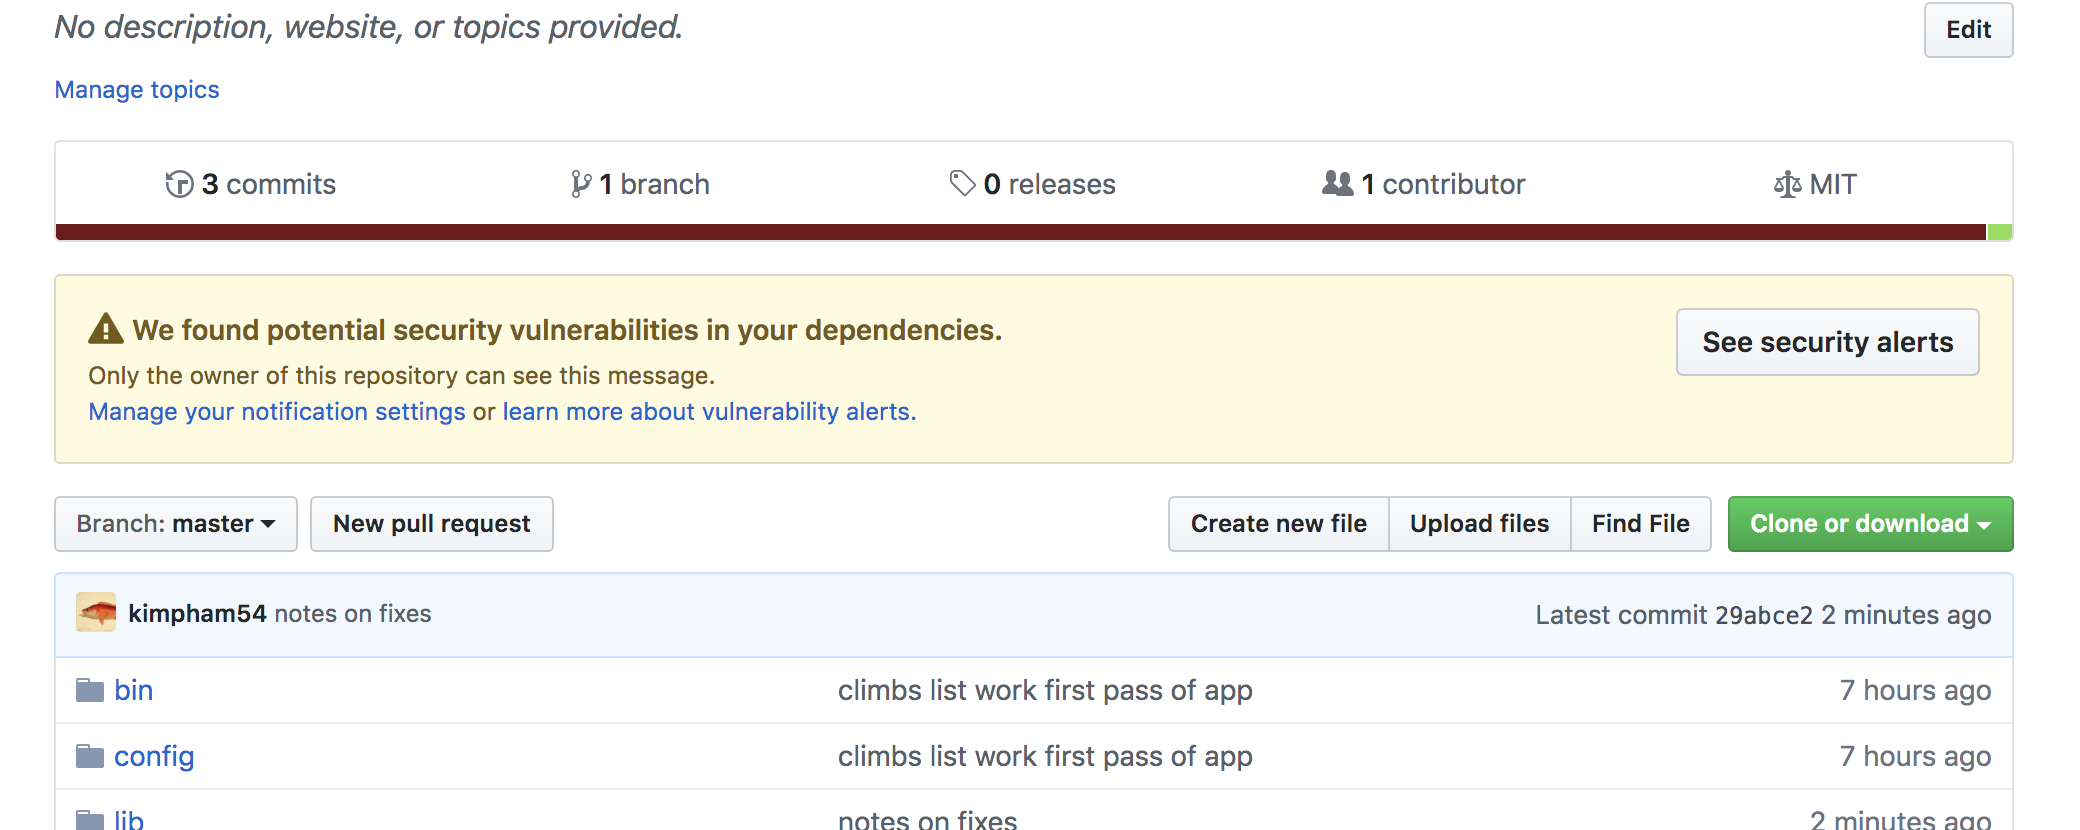 No description, website, or topics provided.
Edit
Manage topics
3 commits
1 branch
0 releases
1 contributor
MIT
We found potential security vulnerabilities in your dependencies.
Only the owner of this repository can see this message.
Manage your notification settings or learn more about vulnerability alerts.
See security alerts
Branch: master
New pull request
Create new file
Upload files
Find File
Clone or download
kimpham54 notes on fixes
Latest commit 29abce2 2 minutes ago
bin
climbs list work first pass of app
7 hours ago
config
climbs list work first pass of app
7 hours ago
lib
notes on fixes
2 minutes ago